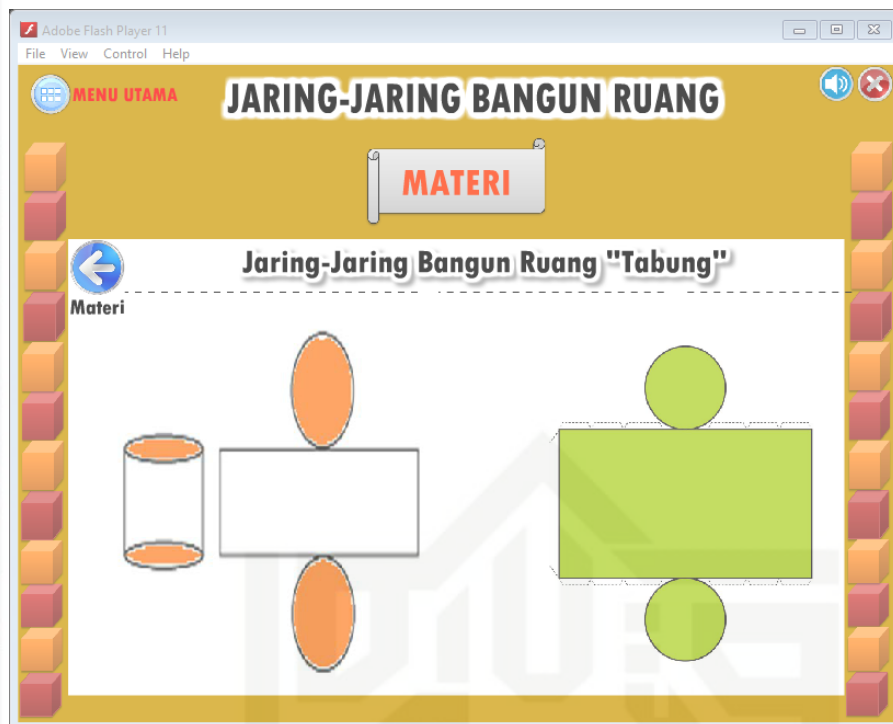 Adobe Flash Player 11
File View Control Help
MENU UTAMA
JARING-JARING BANGUN RUANG
MATERI
Jaring-Jaring Bangun Ruang "Tabung"
Materi